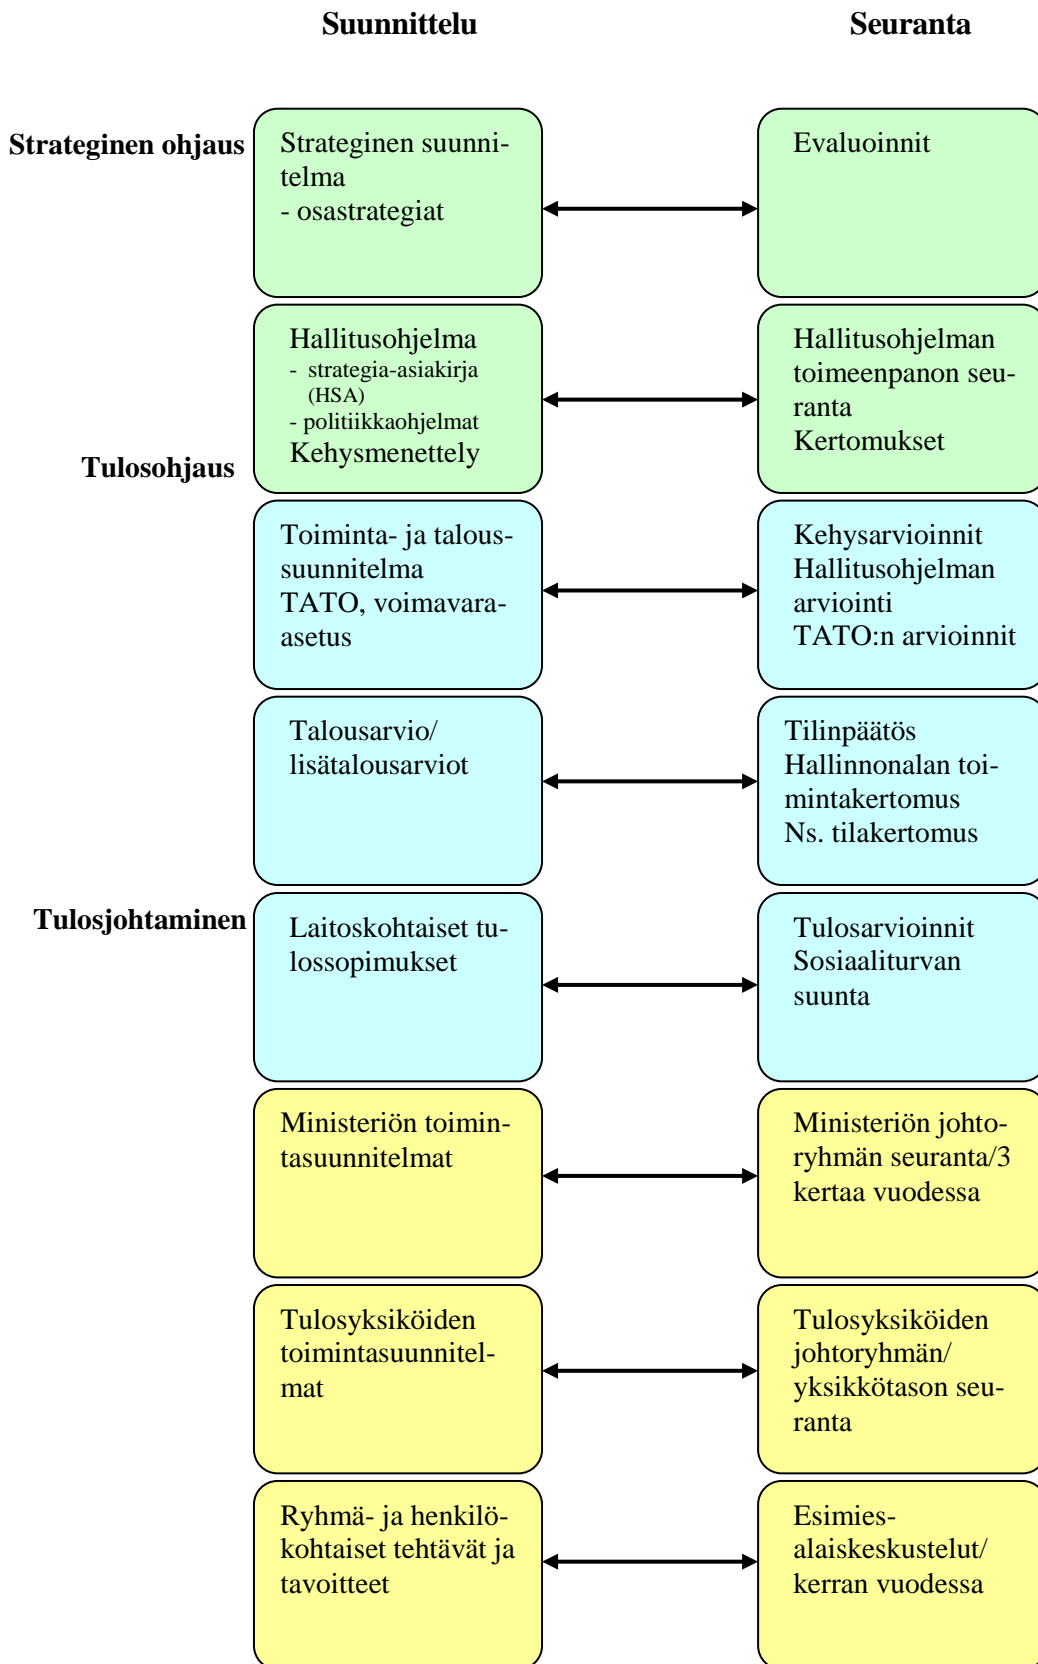 Suunnittelu
Seuranta
Strateginen ohjaus
Strateginen suunni-
telma
- osastrategiat
Evaluoinnit
Hallitusohjelma
- strategia-asiakirja
(HSA)
- politiikkaohjelmat
Kehysmenettely
Hallitusohjelman
toimeenpanon seu-
ranta
Kertomukset
Tulosohjaus
Toiminta- ja talous-
suunnitelma
TATO, voimavara-
asetus
Kehysarvioinnit
Hallitusohjelman
arviointi
TATO:n arvioinnit
Talousarvio/
lisätalousarviot
Tilinpäätös
Hallinnonalan toi-
mintakertomus
Ns. tilakertomus
Tulosjohtaminen
Laitoskohtaiset tu-
lossopimukset
Tulosarvioinnit
Sosiaaliturvan
suunta
Ministeriön toimin-
tasuunnitelmat
Ministeriön johto-
ryhmän seuranta/3
kertaa vuodessa
Tulosyksiköiden
toimintasuunnitel-
mat
Tulosyksiköiden
johtoryhmän/
yksikkötason seu-
ranta
Ryhmä- ja henkilö-
kohtaiset tehtävät ja
tavoitteet
Esimies-
alaiskeskustelut/
kerran vuodessa